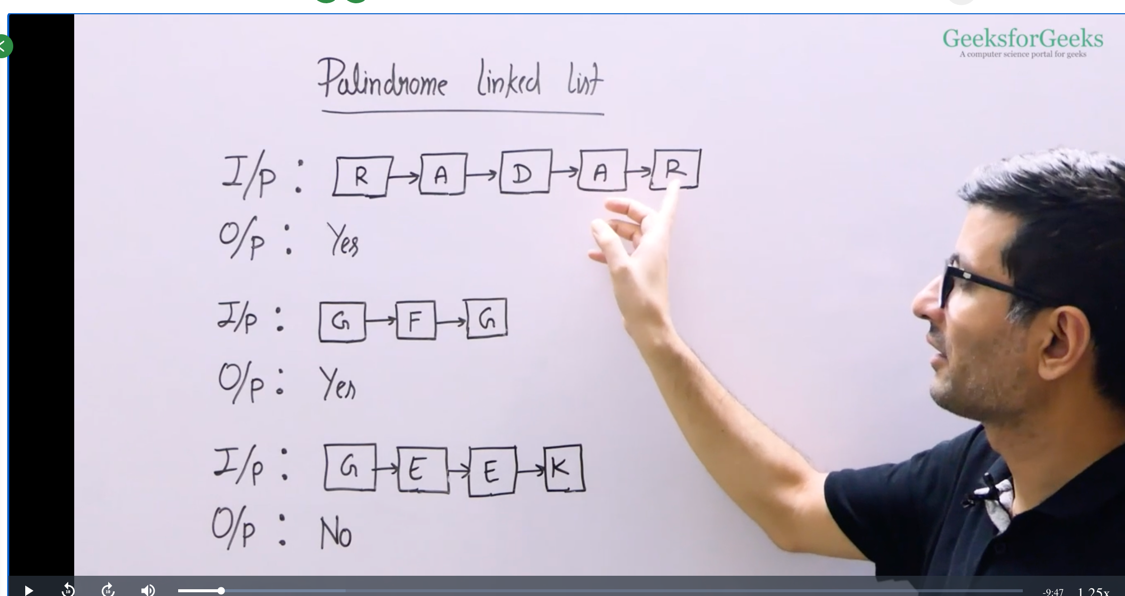 GeeksforGeeks
A computer science portal for geeks
Palindrome Linked List
I/p : R → A → D → A → R
O/p : Yes
I/p : G → F → G
O/p : Yes
I/p : G → E → E → K
O/p : No
-9:47 1.25x